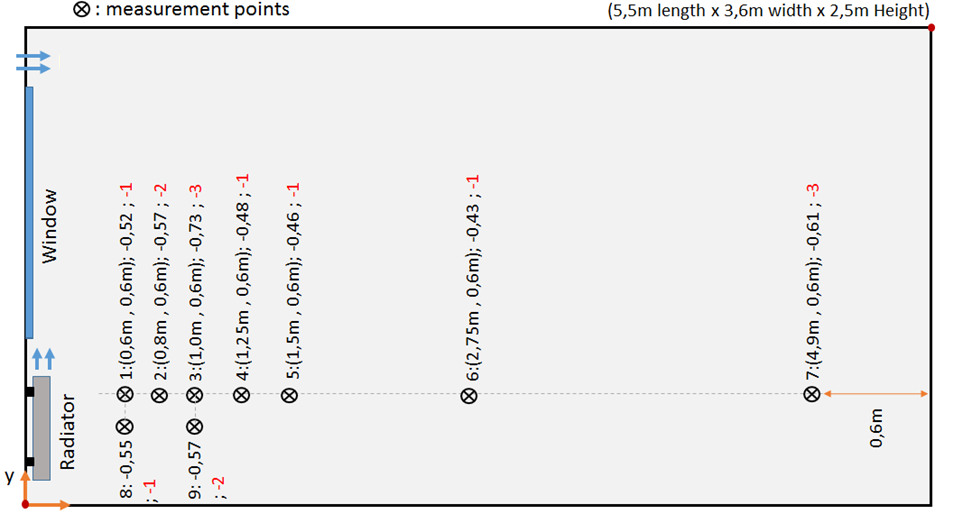 ⊗ : measurement points
(5,5m length x 3,6m width x 2,5m Height)
Window
Radiator
1:(0,6m , 0,6m); -0,52 ; -1
2:(0,8m , 0,6m); -0,57 ; -2
3:(1,0m , 0,6m); -0,73 ; -3
4:(1,25m , 0,6m); -0,48 ; -1
5:(1,5m , 0,6m); -0,46 ; -1
6:(2,75m , 0,6m); -0,43 ; -1
7:(4,9m , 0,6m); -0,61 ; -3
8: -0,55
; -1
9: -0,57
; -2
0,6m
y